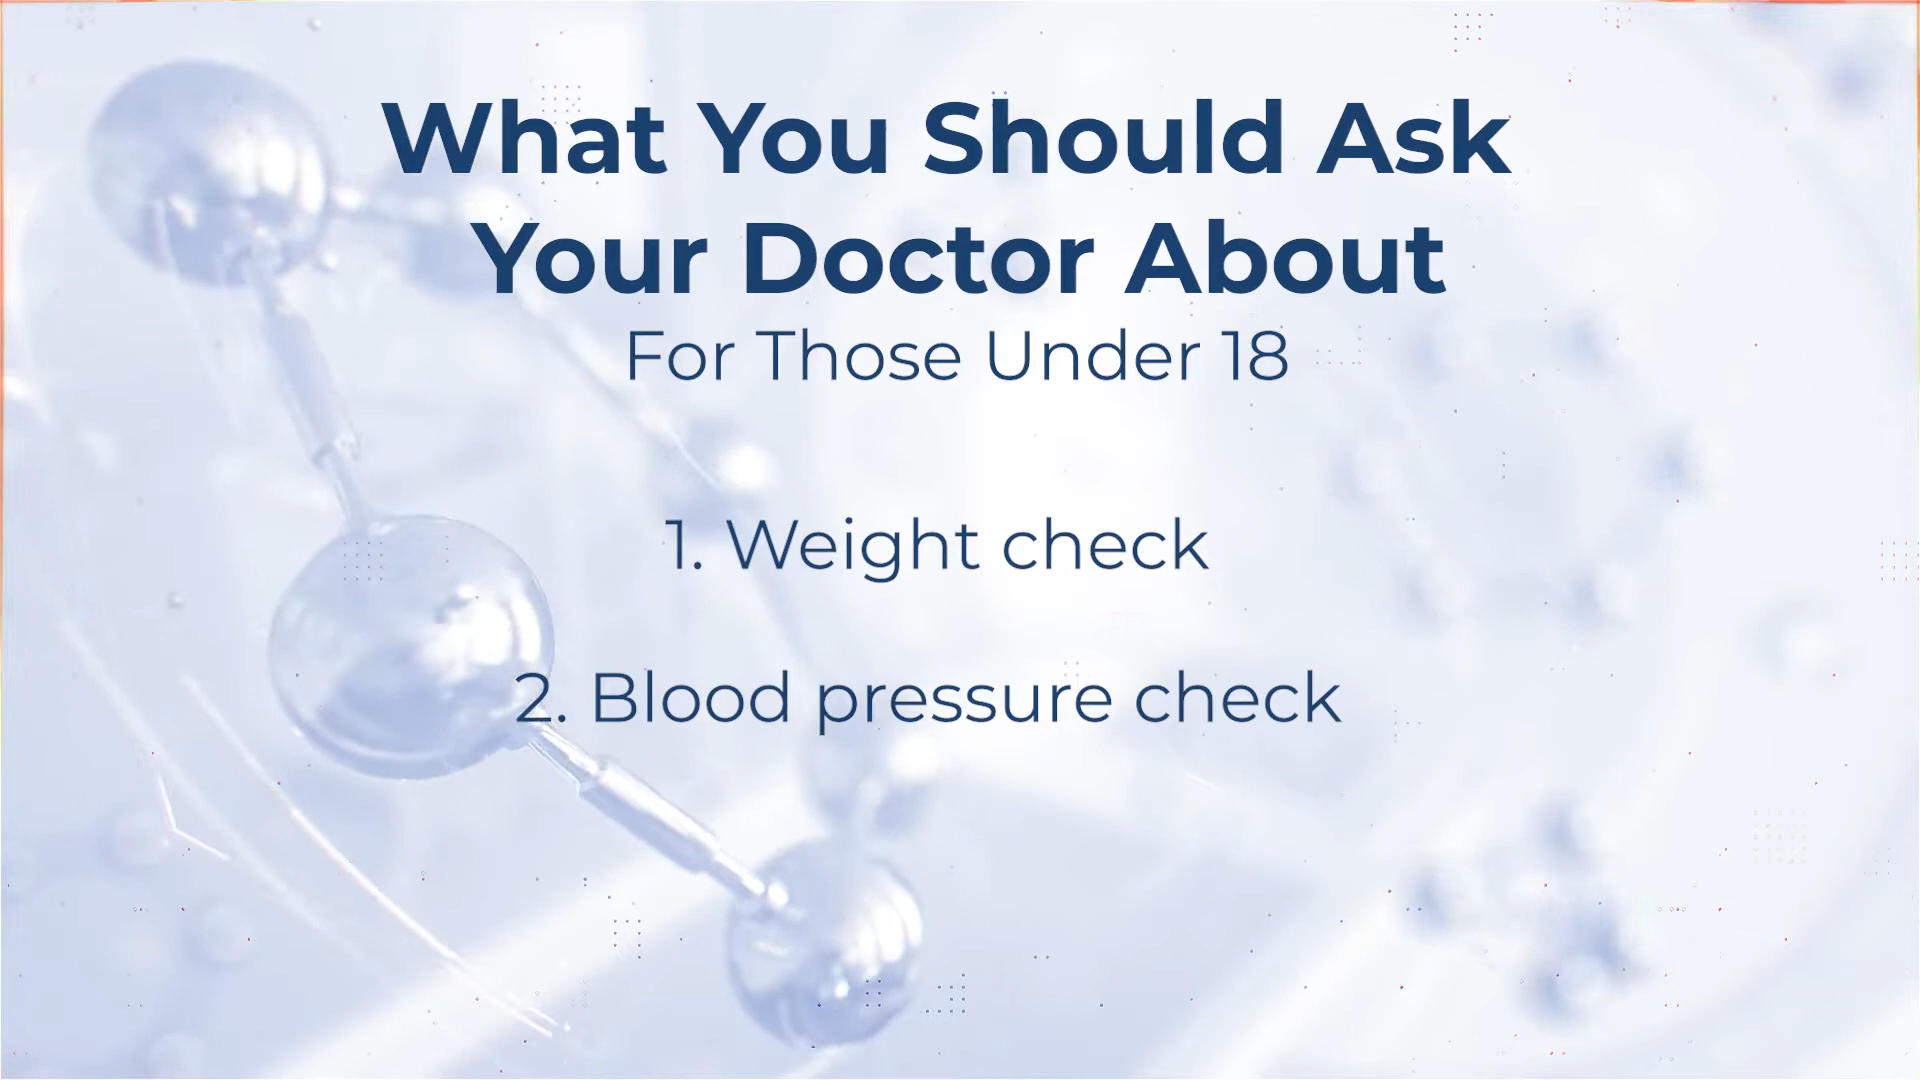 What You Should Ask
Your Doctor About
For Those Under 18
1. Weight check
2. Blood pressure check